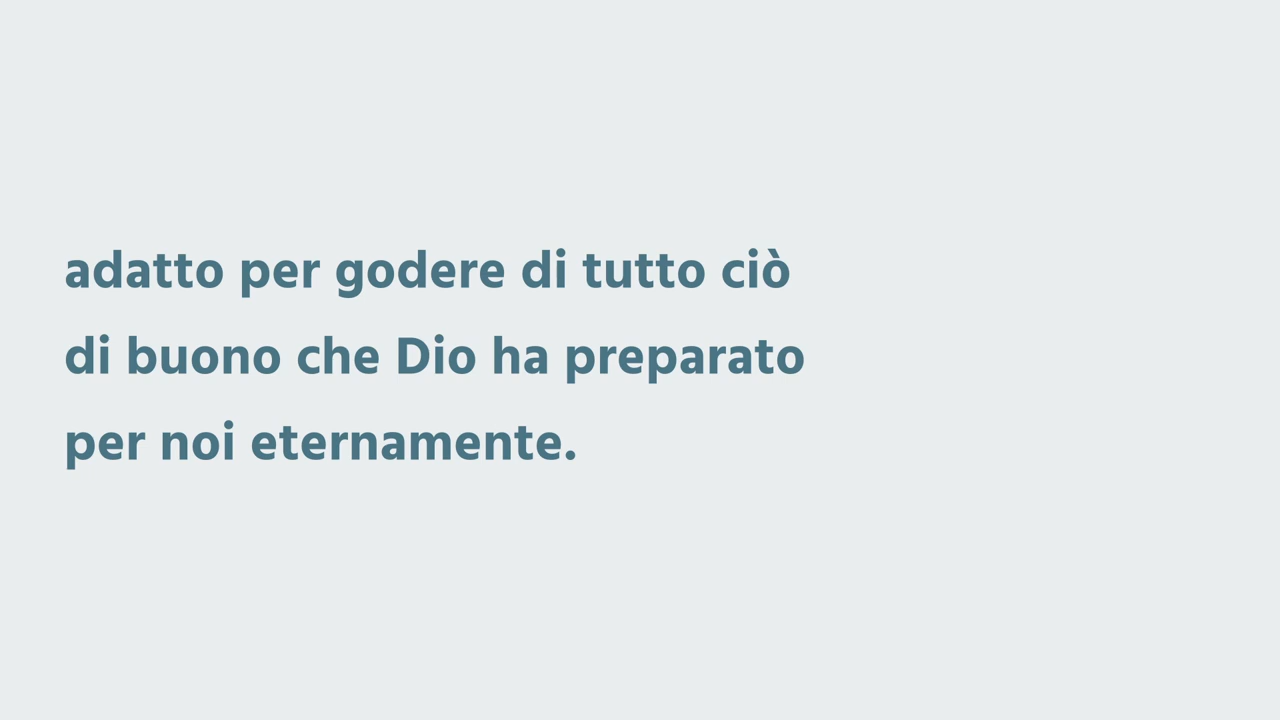 adatto per godere di tutto ciò
di buono che Dio ha preparato
per noi eternamente.